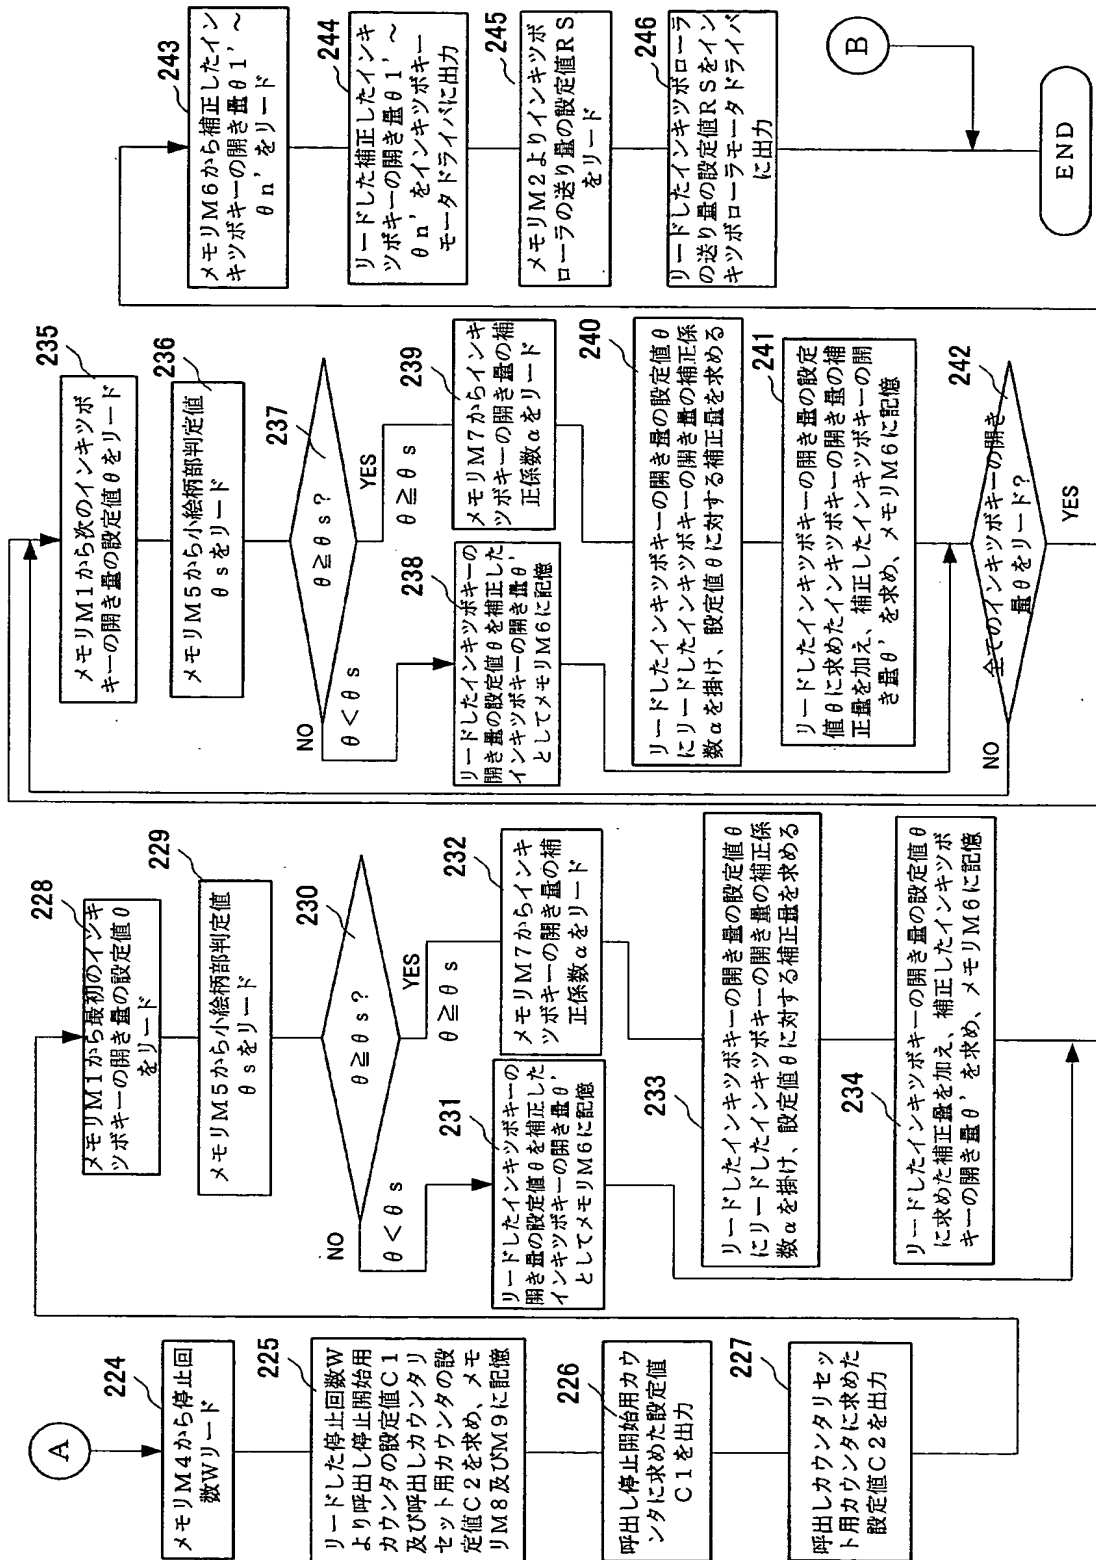 A
224
メモリM4から停止回
数Wリード
225
リードした停止回数W
より呼出し停止開始用
カウンタの設定値C1
及び呼出しカウンタリ
セット用カウンタの設
定値C2を求め、メモ
リM8及びM9に記憶
226
呼出し停止開始用カウ
ンタに求めた設定値
C1を出力
227
呼出しカウンタリセッ
ト用カウンタに求めた
設定値C2を出力
228
メモリM1から最初のインキ
ツボキーの開き量の設定値θ
をリード
229
メモリM5から小絵柄部判定値
θsをリード
230
θ≧θs?
NO
θ<θs
YES
θ≧θs
231
リードしたインキツボキーの
開き量の設定値θを補正した
インキツボキーの開き量θ'
としてメモリM6に記憶
232
メモリM7からインキ
ツボキーの開き量の補
正係数αをリード
233
リードしたインキツボキーの開き量の設定値θ
にリードしたインキツボキーの開き量の補正係
数αを掛け、設定値θに対する補正量を求める
234
リードしたインキツボキーの開き量の設定値θ
に求めた補正量を加え、補正したインキツボ
キーの開き量θ'を求め、メモリM6に記憶
235
メモリM1から次のインキツボ
キーの開き量の設定値θをリード
236
メモリM5から小絵柄部判定値
θsをリード
237
θ≧θs?
NO
θ<θs
YES
θ≧θs
238
リードしたインキツボキーの
開き量の設定値θを補正した
インキツボキーの開き量θ'
としてメモリM6に記憶
239
メモリM7からインキ
ツボキーの開き量の補
正係数αをリード
240
リードしたインキツボキーの開き量の設定値θ
にリードしたインキツボキーの開き量の補正係
数αを掛け、設定値θに対する補正量を求める
241
リードしたインキツボキーの開き量の設定
値θに求めたインキツボキーの開き量の補
正量を加え、補正したインキツボキーの開
き量θ'を求め、メモリM6に記憶
242
全てのインキツボキーの開き
量θをリード?
NO
YES
243
メモリM6から補正したイン
キツボキーの開き量θ1'~
θn'をリード
244
リードした補正したインキ
ツボキーの開き量θ1'~
θn'をインキツボキー
モータドライバに出力
245
メモリM2よりインキツボ
ローラの送り量の設定値RS
をリード
246
リードしたインキツボローラ
の送り量の設定値RSをイン
キツボローラモータドライバ
に出力
B
END